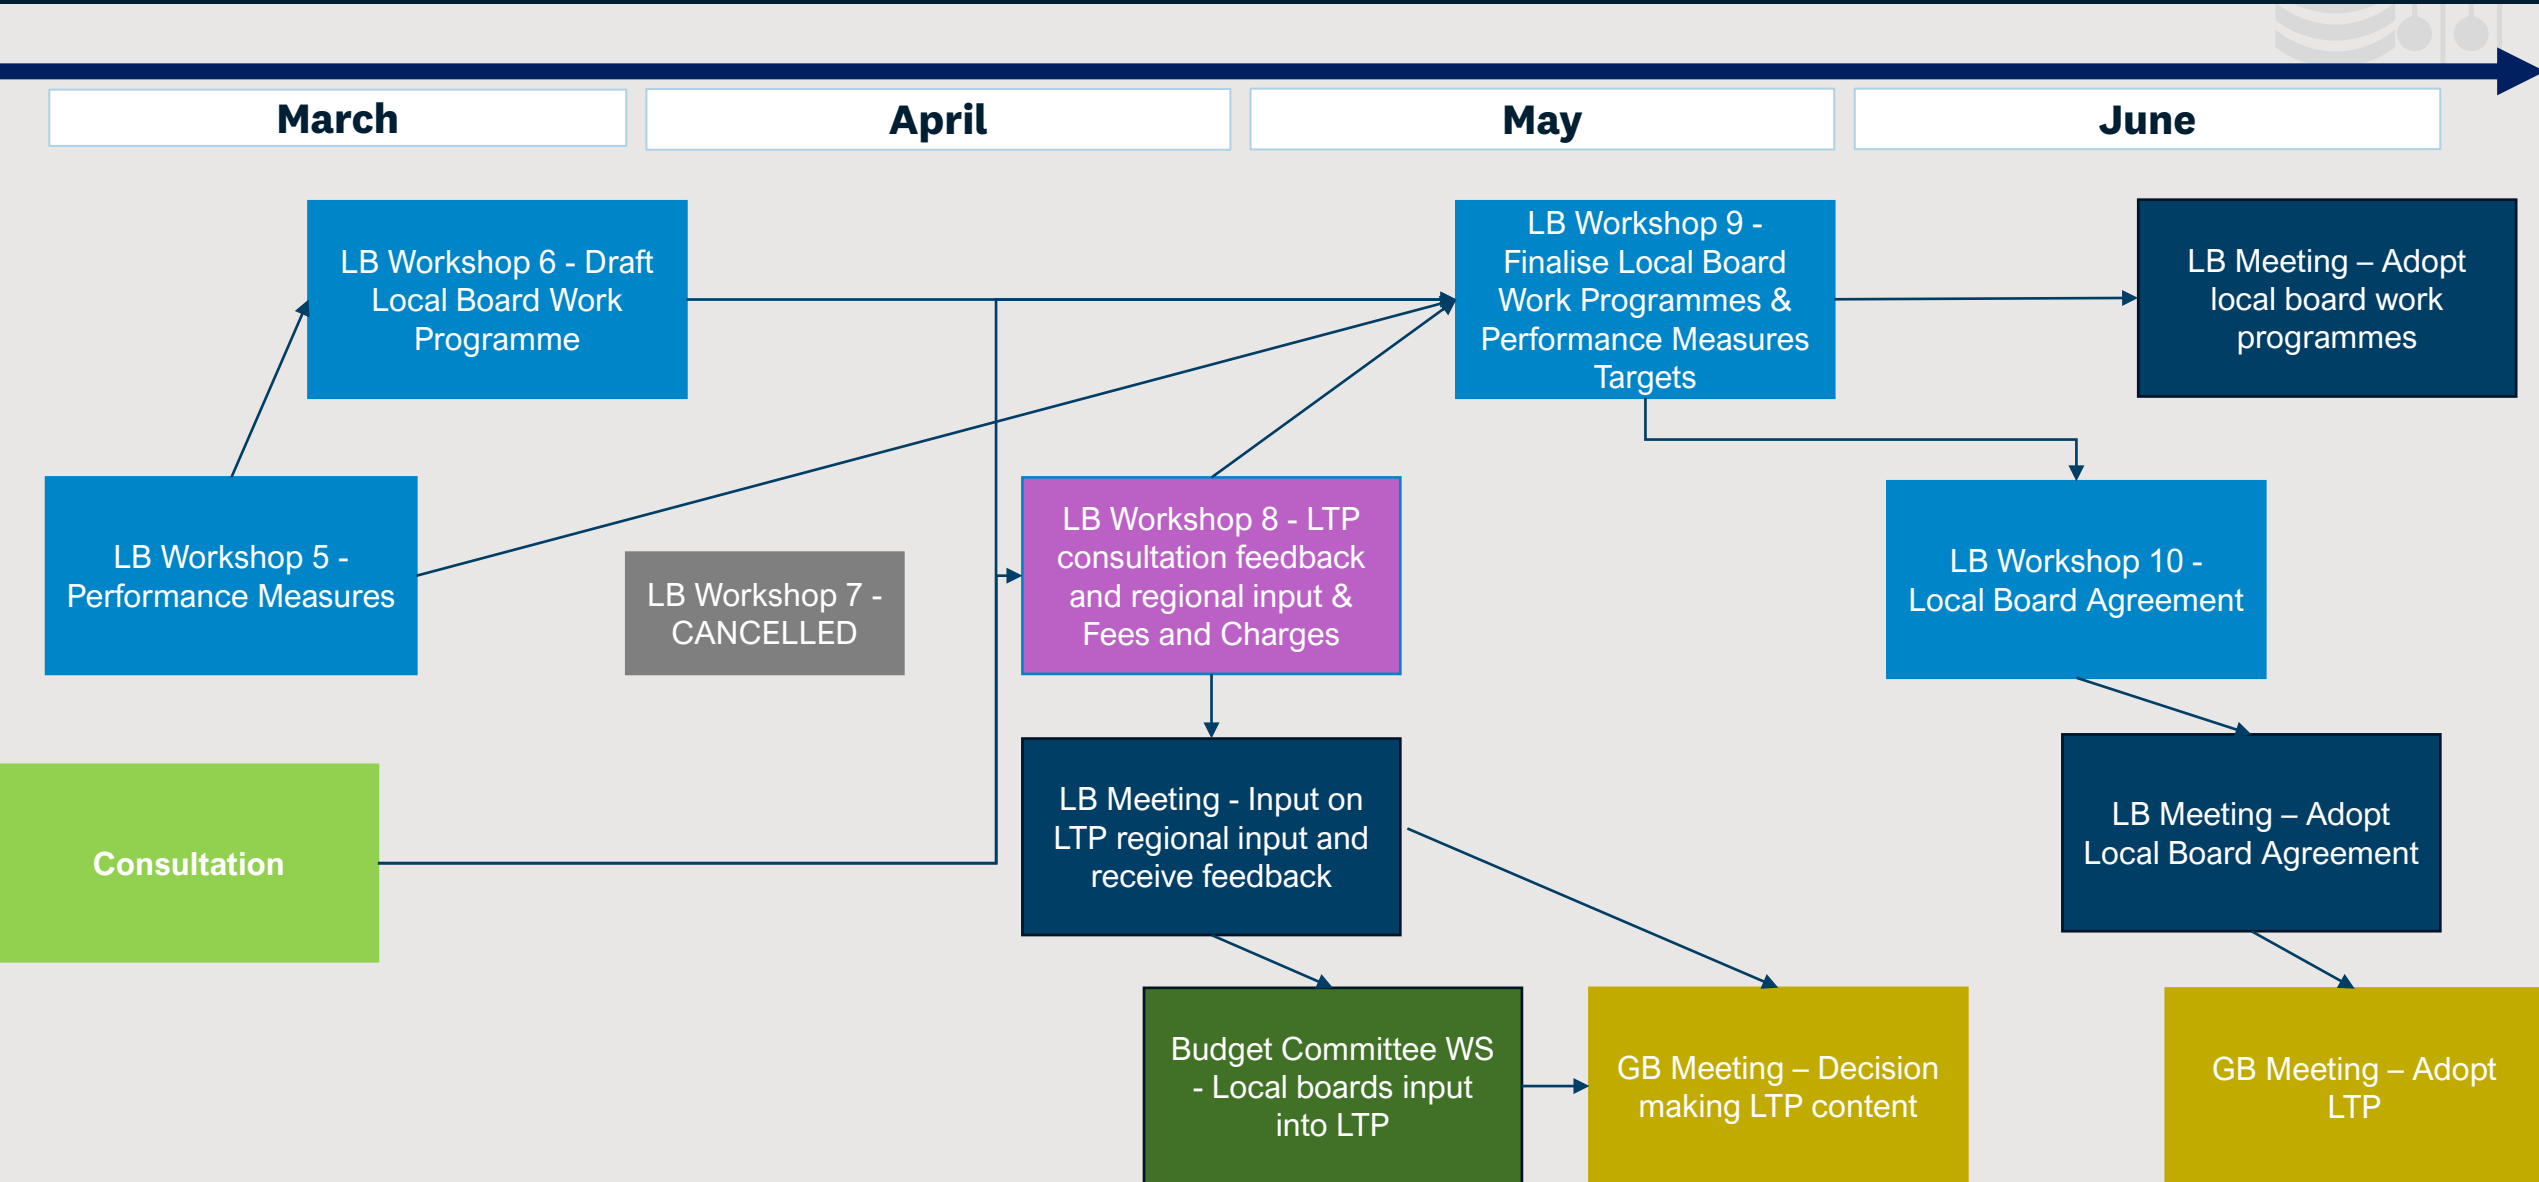 March
April
May
June
LB Workshop 6 - Draft
Local Board Work
Programme
LB Workshop 9 -
Finalise Local Board
Work Programmes &
Performance Measures
Targets
LB Meeting – Adopt
local board work
programmes
LB Workshop 5 -
Performance Measures
LB Workshop 7 -
CANCELLED
LB Workshop 8 - LTP
consultation feedback
and regional input &
Fees and Charges
LB Workshop 10 -
Local Board Agreement
Consultation
LB Meeting - Input on
LTP regional input and
receive feedback
LB Meeting – Adopt
Local Board Agreement
Budget Committee WS
- Local boards input
into LTP
GB Meeting – Decision
making LTP content
GB Meeting – Adopt
LTP